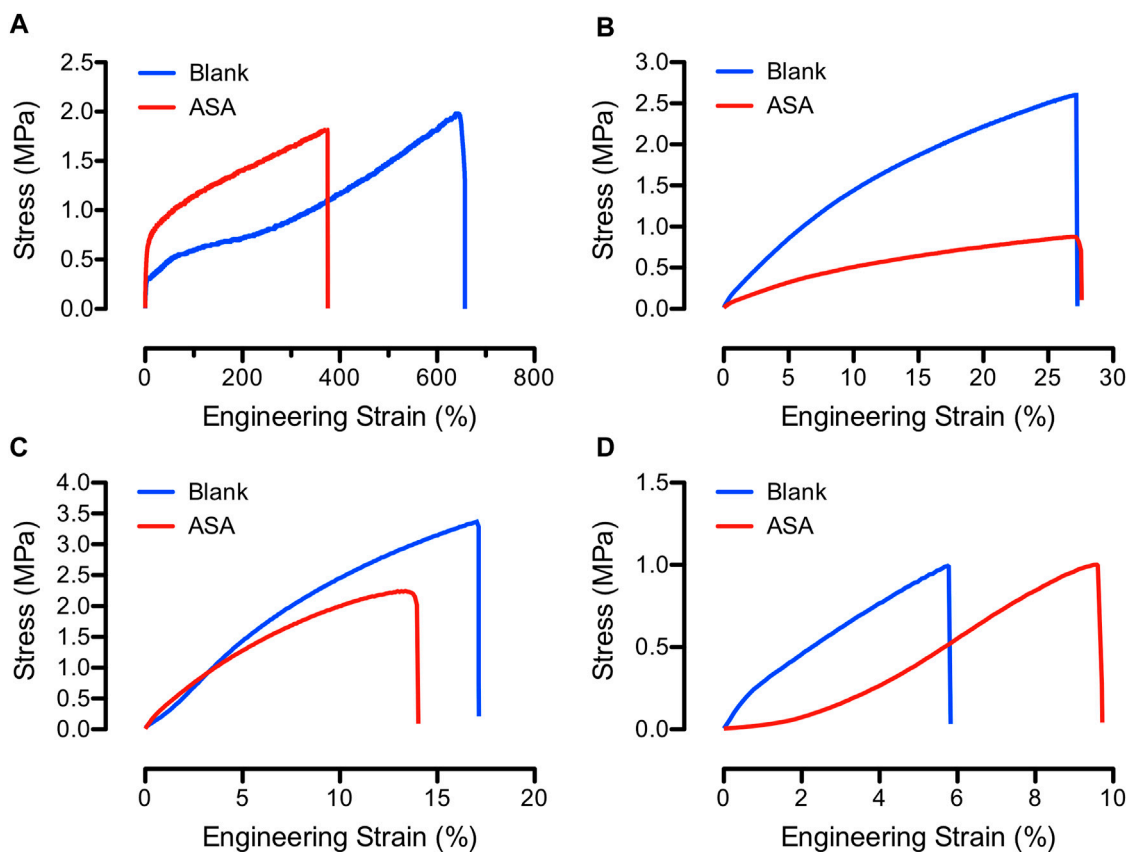 A
Blank
ASA
Stress (MPa)
2.5
2.0
1.5
1.0
0.5
0.0
0 200 400 600 800
Engineering Strain (%)
B
Blank
ASA
Stress (MPa)
3.0
2.5
2.0
1.5
1.0
0.5
0.0
0 5 10 15 20 25 30
Engineering Strain (%)
C
Blank
ASA
Stress (MPa)
4.0
3.5
3.0
2.5
2.0
1.5
1.0
0.5
0.0
0 5 10 15 20
Engineering Strain (%)
D
Blank
ASA
Stress (MPa)
1.5
1.0
0.5
0.0
0 2 4 6 8 10
Engineering Strain (%)